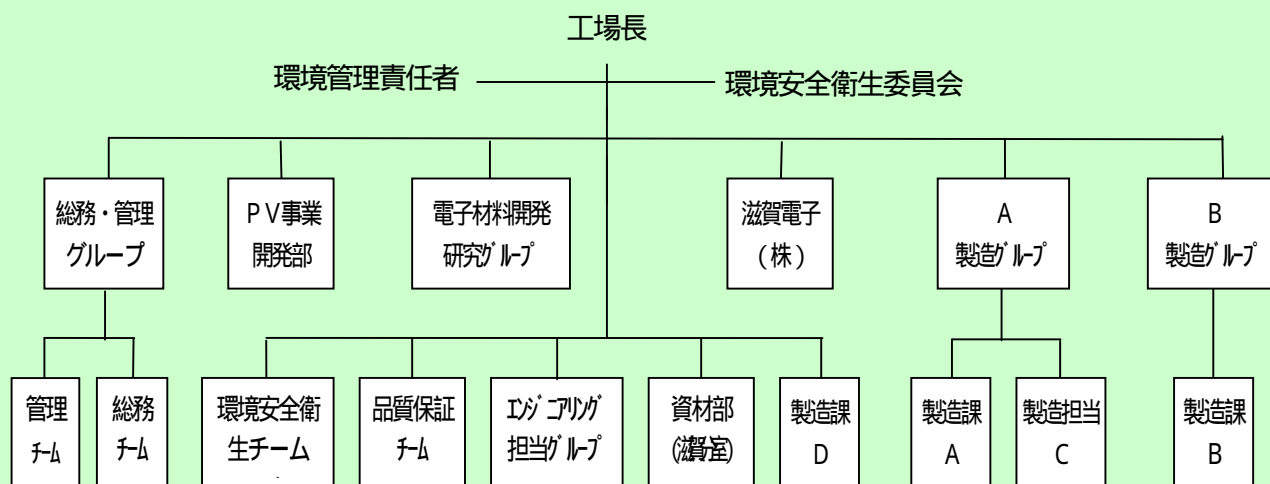 工場長
環境管理責任者
環境安全衛生委員会
総務・管理
グループ
ＰＶ事業
開発部
電子材料開発
研究ｸﾞﾙｰﾌﾟ
滋賀電子
（株）
A
製造ｸﾞﾙｰﾌﾟ
B
製造ｸﾞﾙｰﾌﾟ
管理
ﾁｰﾑ
総務
ﾁｰﾑ
環境安全衛
生チーム
品質保証
ﾁｰﾑ
ｴﾝｼﾞﾆｱﾘﾝｸﾞ
担当ｸﾞﾙｰﾌﾟ
資材部
(滋賀分室)
製造課
D
製造課
A
製造担当
C
製造課
B